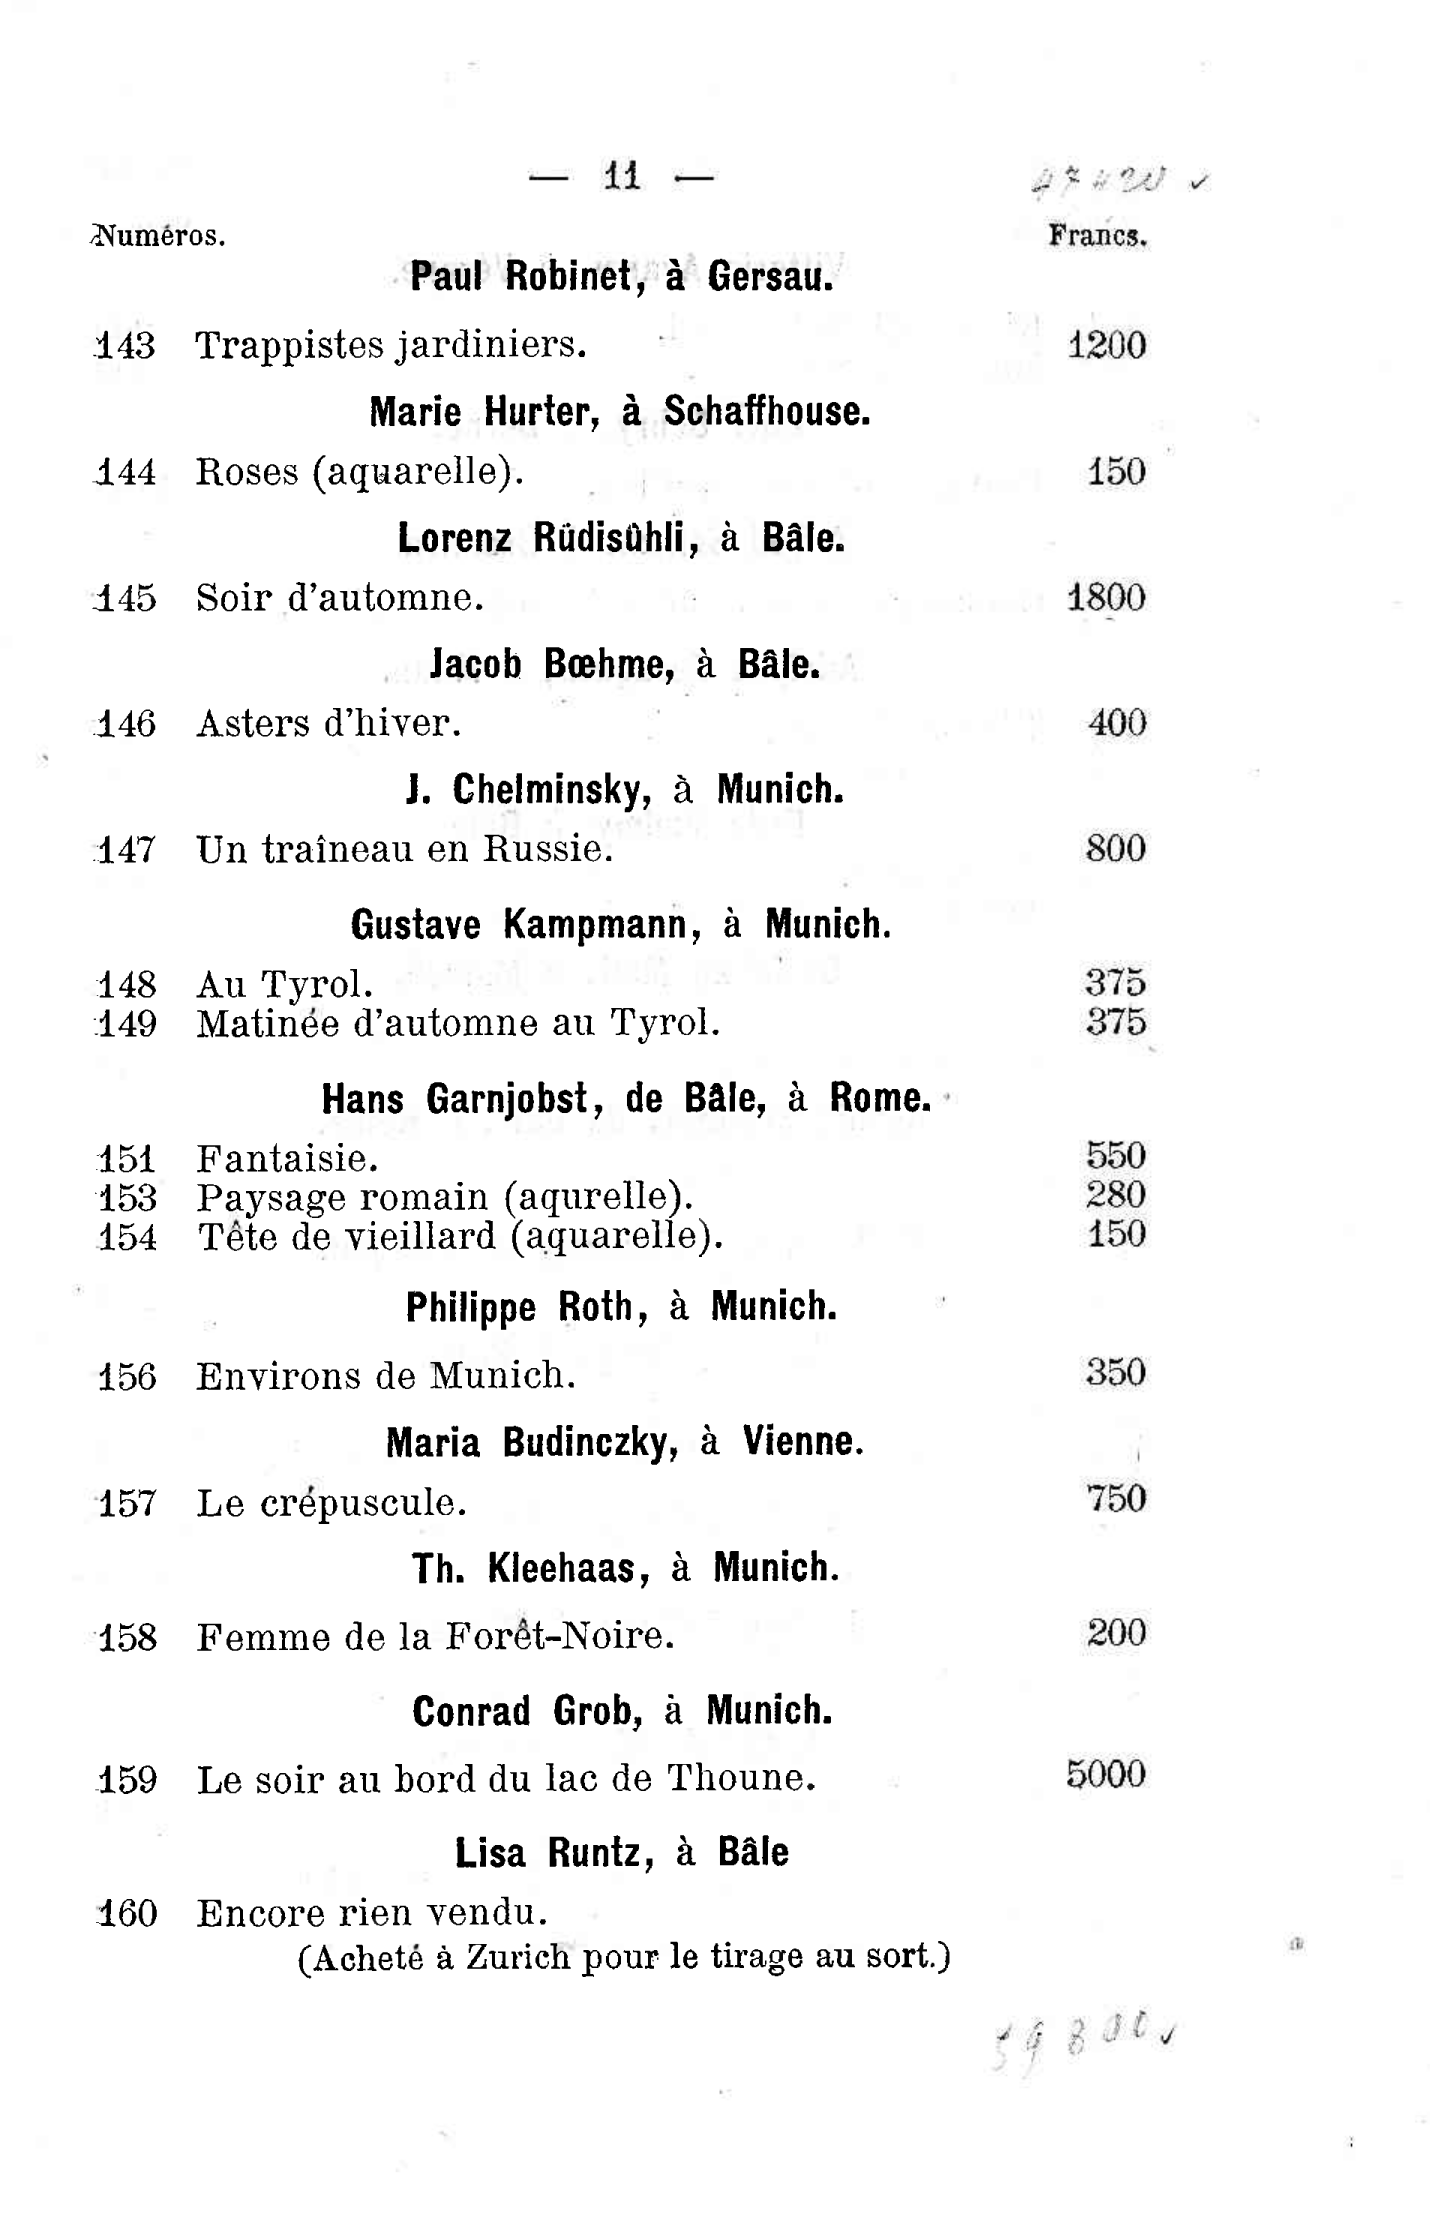 — 11 —
47420 ✓
Numéros.
Francs.
Paul Robinet, à Gersau.
143 Trappistes jardiniers. 1200
Marie Hurter, à Schaffhouse.
144 Roses (aquarelle). 150
Lorenz Rüdisühli, à Bâle.
145 Soir d'automne. 1800
Jacob Bœhme, à Bâle.
146 Asters d'hiver. 400
J. Chelminsky, à Munich.
147 Un traîneau en Russie. 800
Gustave Kampmann, à Munich.
148 Au Tyrol. 375
149 Matinée d'automne au Tyrol. 375
Hans Garnjobst, de Bâle, à Rome.
151 Fantaisie. 550
153 Paysage romain (aqurelle). 280
154 Tête de vieillard (aquarelle). 150
Philippe Roth, à Munich.
156 Environs de Munich. 350
Maria Budinczky, à Vienne.
157 Le crépuscule. 750
Th. Kleehaas, à Munich.
158 Femme de la Forêt-Noire. 200
Conrad Grob, à Munich.
159 Le soir au bord du lac de Thoune. 5000
Lisa Runtz, à Bâle
160 Encore rien vendu.
(Acheté à Zurich pour le tirage au sort.)
59800 ✓